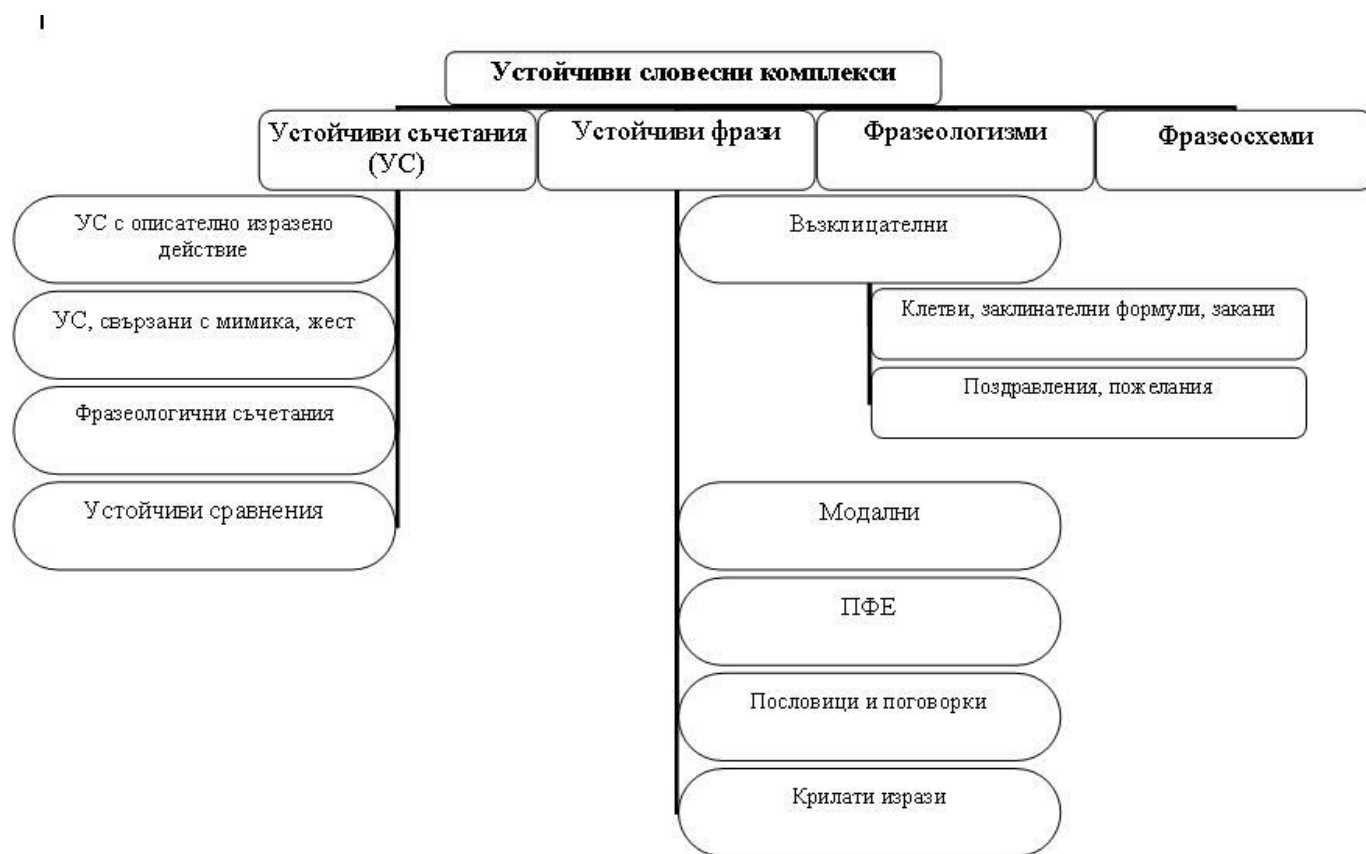 I
Устойчиви словесни комплекси
Устойчиви съчетания
(УС)
Устойчиви фрази
Фразеологизми
Фразеосхеми
УС с описателно изразено
действие
УС, свързани с мимика, жест
Фразеологични съчетания
Устойчиви сравнения
Възклицателни
Клетви, заклинателни формули, закани
Поздравления, пожелания
Модални
ПФЕ
Пословици и поговорки
Крилати изрази